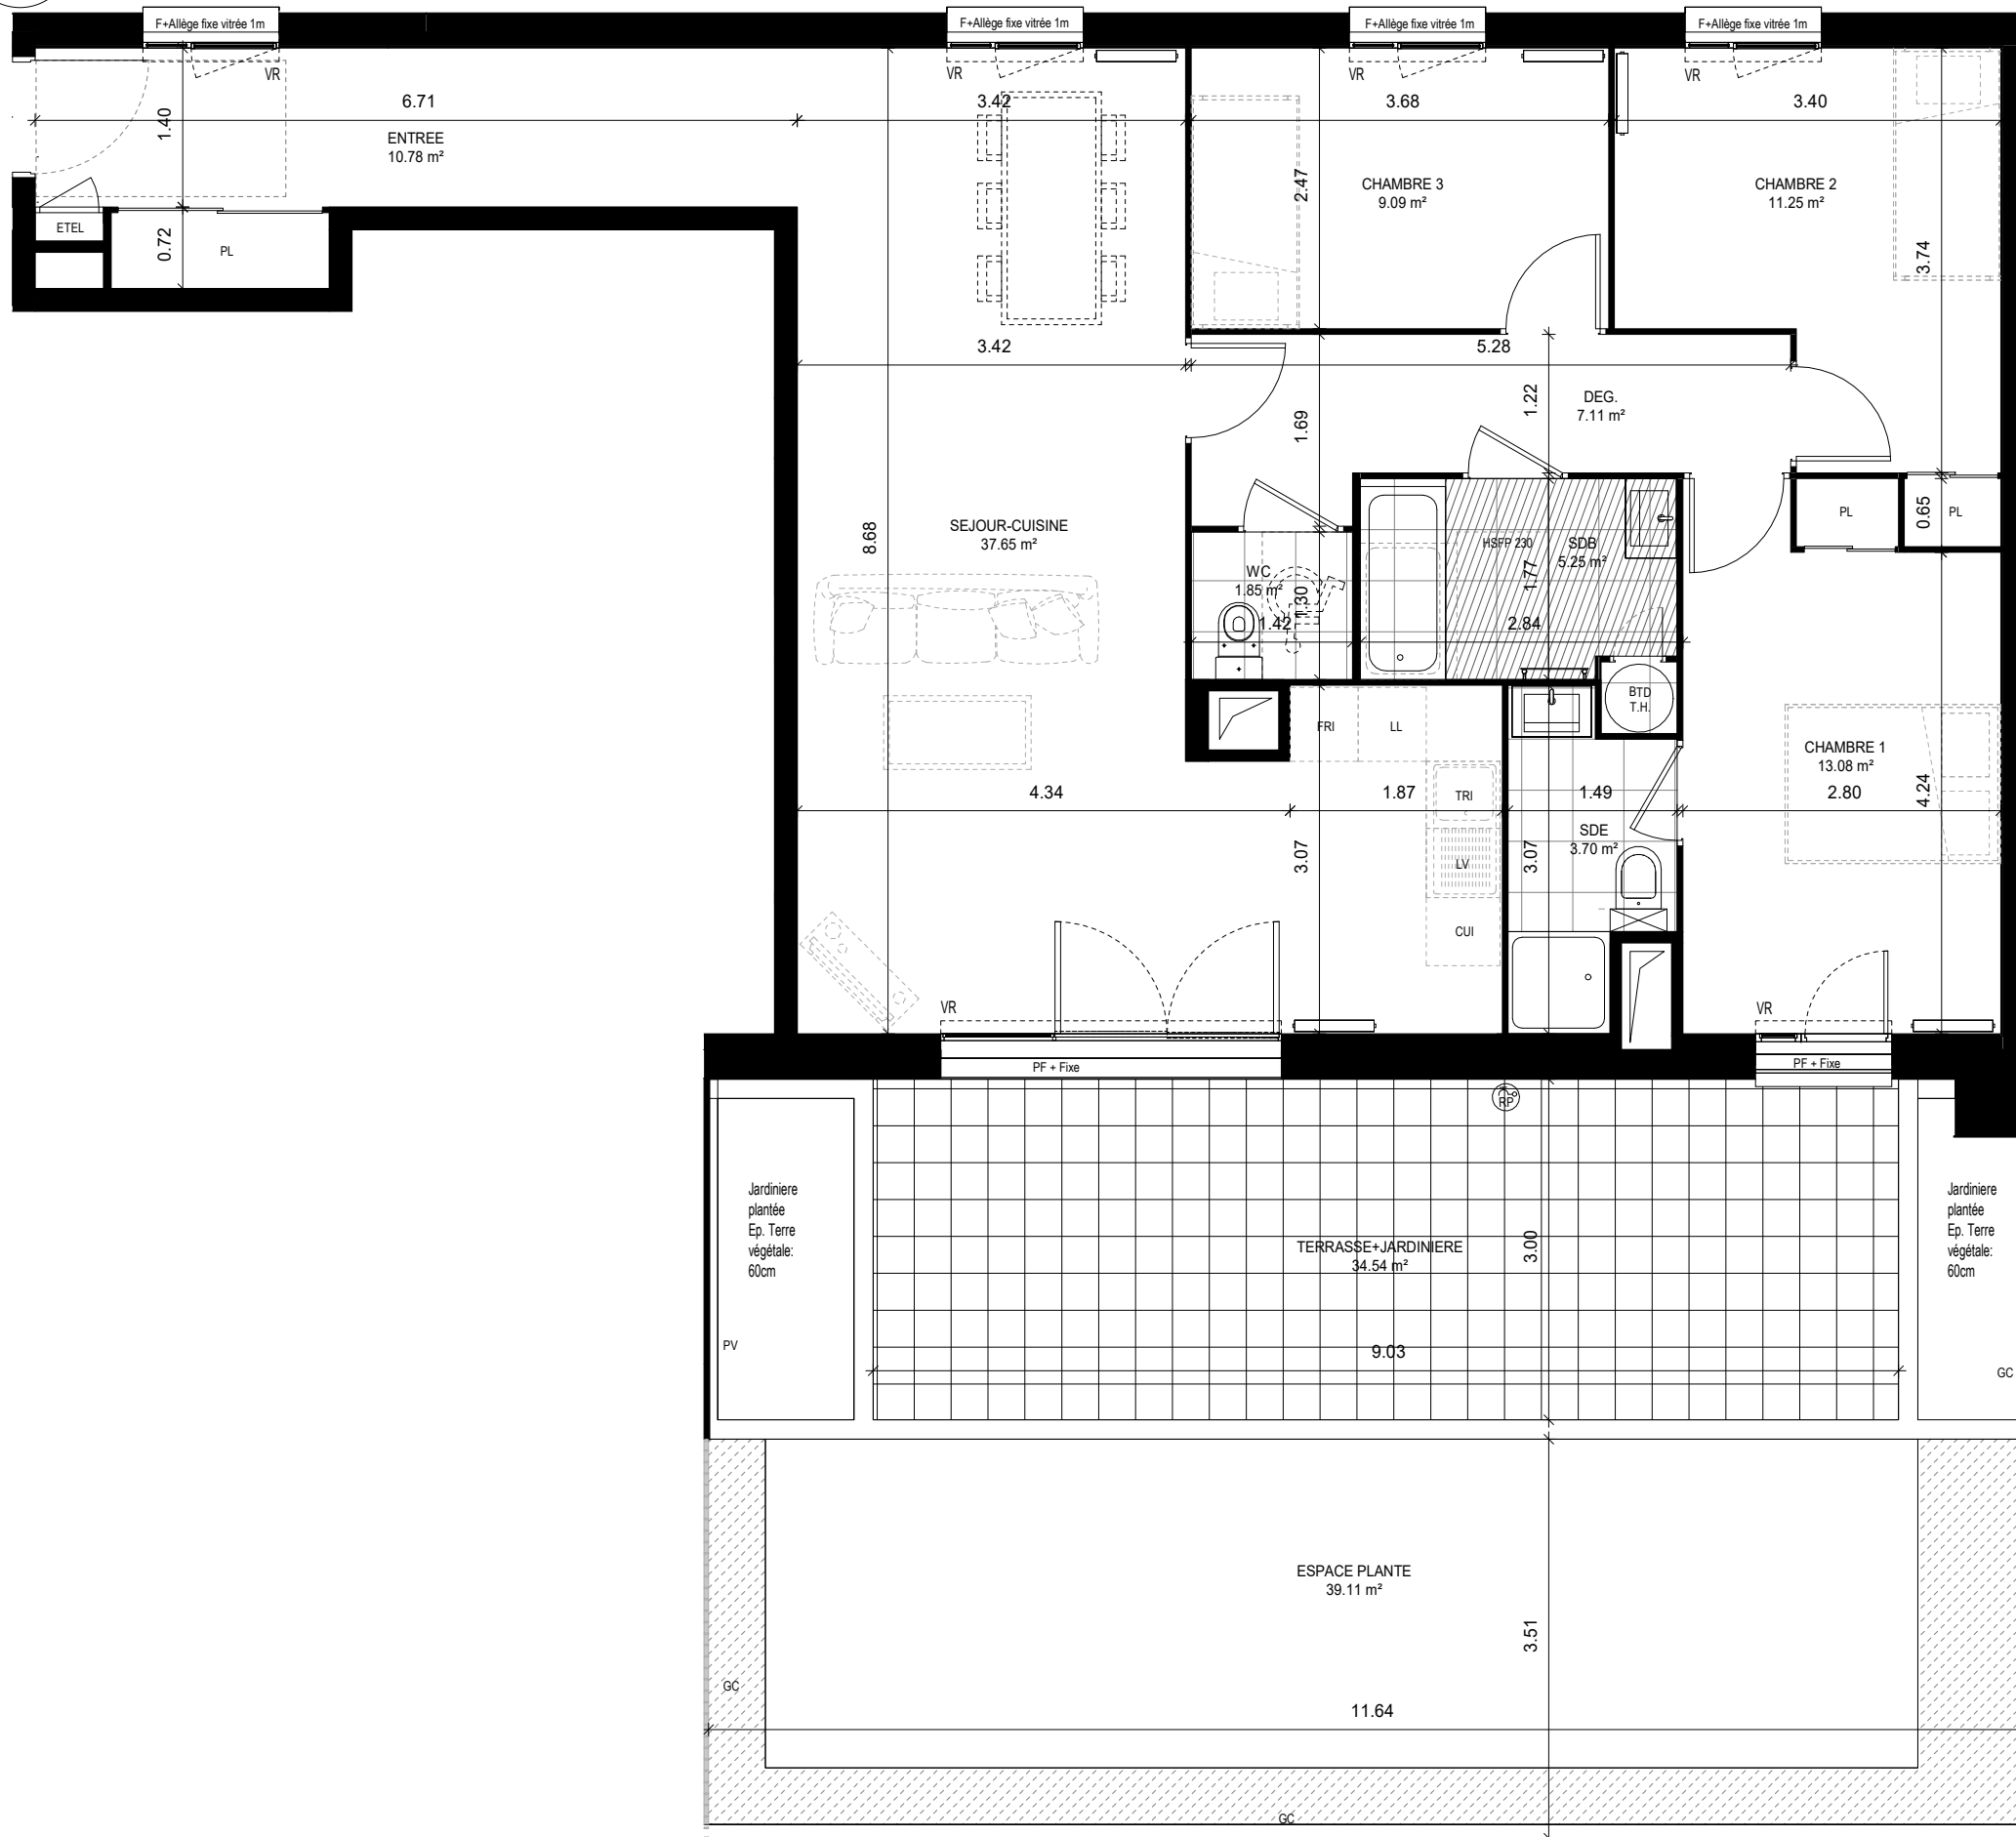 F+Allège fixe vitrée 1m
F+Allège fixe vitrée 1m
F+Allège fixe vitrée 1m
F+Allège fixe vitrée 1m
VR
VR
VR
VR
6.71
3.42
3.68
3.40
1.40
ENTREE
10.78 m²
2.47
CHAMBRE 3
9.09 m²
CHAMBRE 2
11.25 m²
ETEL
0.72
PL
3.74
3.42
5.28
1.22
DEG.
7.11 m²
1.69
8.68
SEJOUR-CUISINE
37.65 m²
HSFP 230
SDB
5.25 m²
PL
0.65
PL
WC
1.85 m²
1.30
1.42
1.77
2.84
BTD
T.H.
FRI
LL
CHAMBRE 1
13.08 m²
4.34
1.87
TRI
1.49
2.80
4.24
SDE
3.70 m²
3.07
3.07
LV
CUI
VR
VR
PF + Fixe
PF + Fixe
RP
Jardiniere
plantée
Ep. Terre
végétale:
60cm
Jardiniere
plantée
Ep. Terre
végétale:
60cm
TERRASSE+JARDINIERE
34.54 m²
3.00
PV
9.03
GC
ESPACE PLANTE
39.11 m²
3.51
GC
11.64
GC